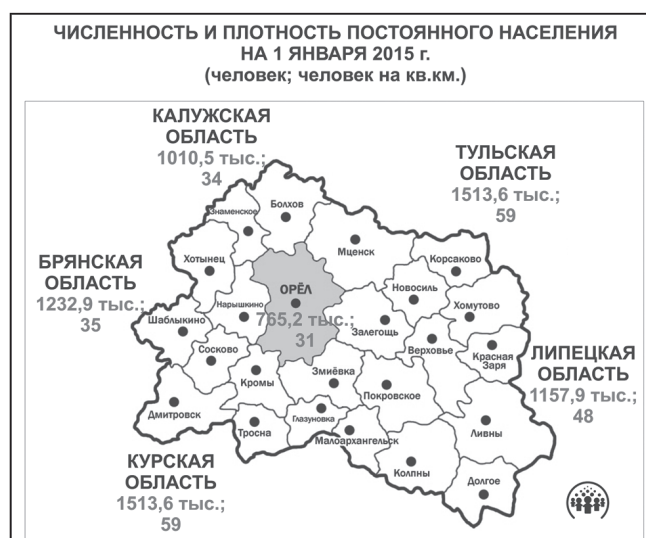 ЧИСЛЕННОСТЬ И ПЛОТНОСТЬ ПОСТОЯННОГО НАСЕЛЕНИЯ
НА 1 ЯНВАРЯ 2015 г.
(человек; человек на кв.км.)
КАЛУЖСКАЯ
ОБЛАСТЬ
1010,5 тыс.;
34
ТУЛЬСКАЯ
ОБЛАСТЬ
1513,6 тыс.;
59
Знаменское
Болхов
Мценск
Хотынец
Корсаково
БРЯНСКАЯ
ОБЛАСТЬ
1232,9 тыс.;
35
ОРЁЛ
765,2 тыс.;
31
Нарышкино
Новосиль
Хомутово
Шаблыкино
Залегощь
Сосково
Верховье
Красная
Заря
ЛИПЕЦКАЯ
ОБЛАСТЬ
1157,9 тыс.;
48
Кромы
Змиёвка
Покровское
Дмитровск
Тросна
Глазуновка
Малоархангельск
Ливны
Колпны
Долгое
КУРСКАЯ
ОБЛАСТЬ
1513,6 тыс.;
59